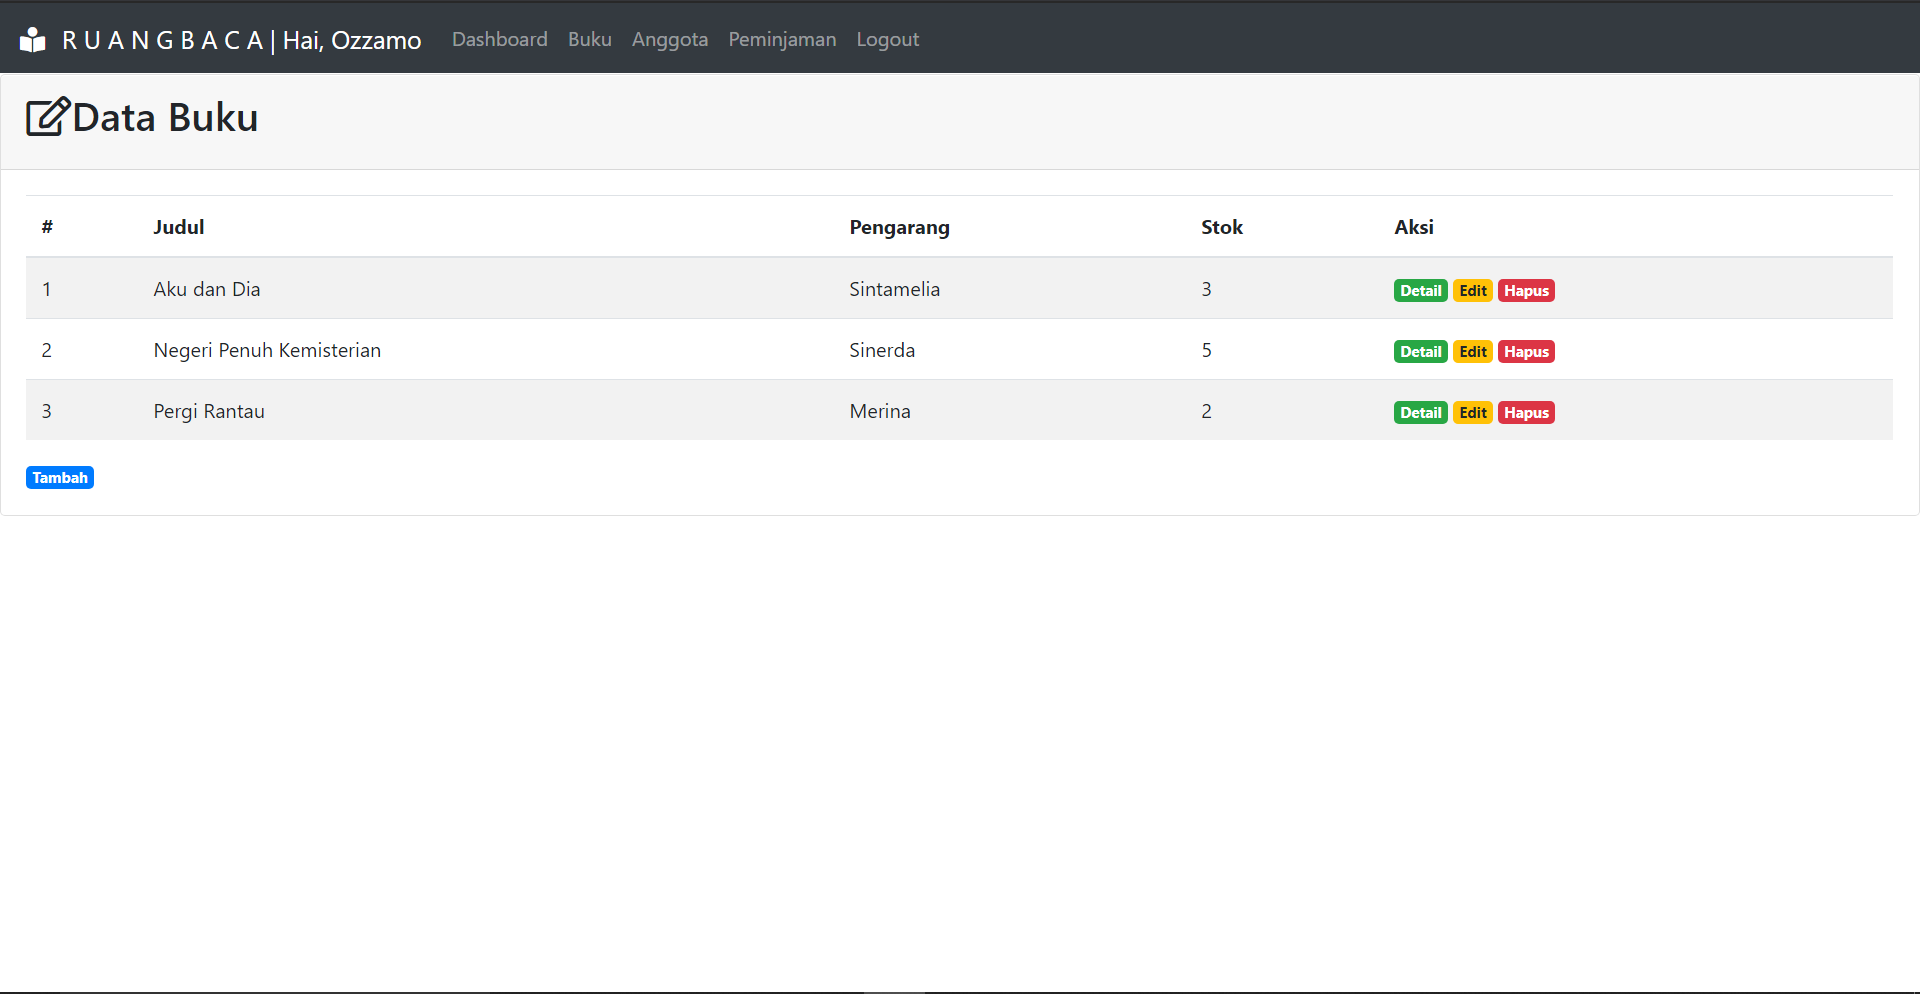 R U A N G B A C A | Hai, Ozzamo Dashboard Buku Anggota Peminjaman Logout
Data Buku
# Judul Pengarang Stok Aksi
1 Aku dan Dia Sintamelia 3 Detail Edit Hapus
2 Negeri Penuh Kemisterian Sinerda 5 Detail Edit Hapus
3 Pergi Rantau Merina 2 Detail Edit Hapus
Tambah